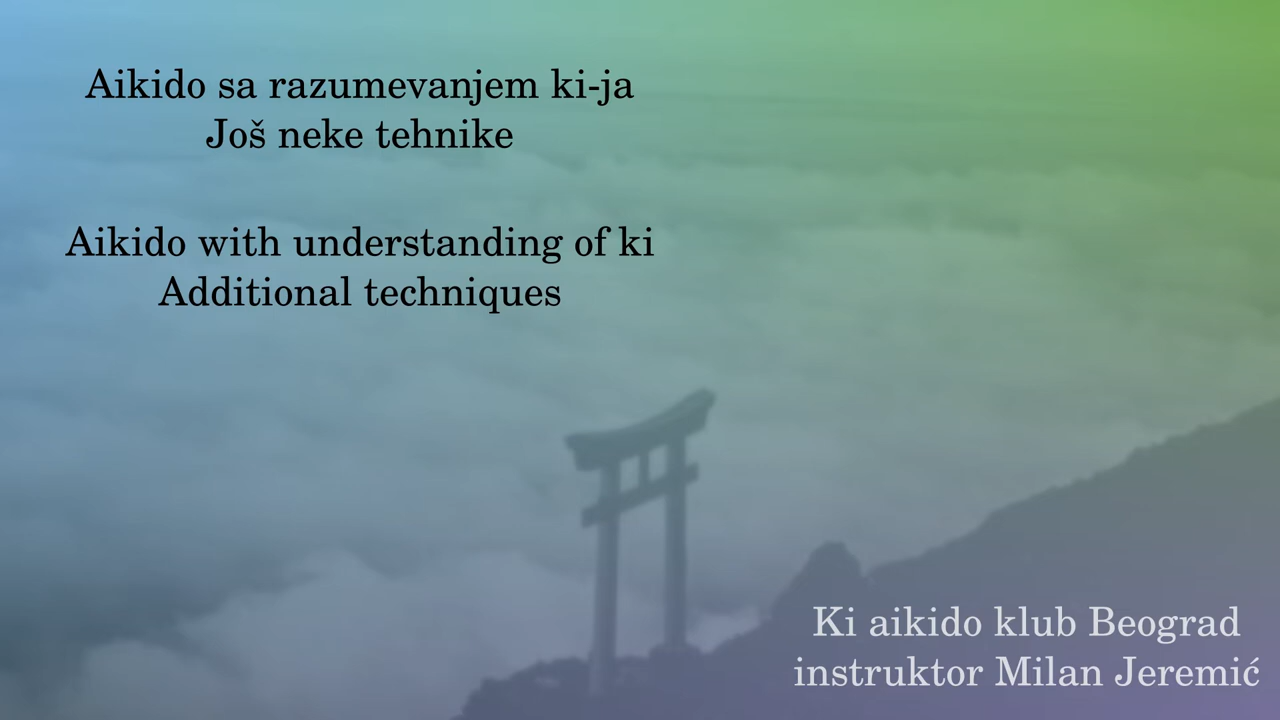 Aikido sa razumevanjem ki-ja
Još neke tehnike
Aikido with understanding of ki
Additional techniques
Ki aikido klub Beograd
instruktor Milan Jeremić